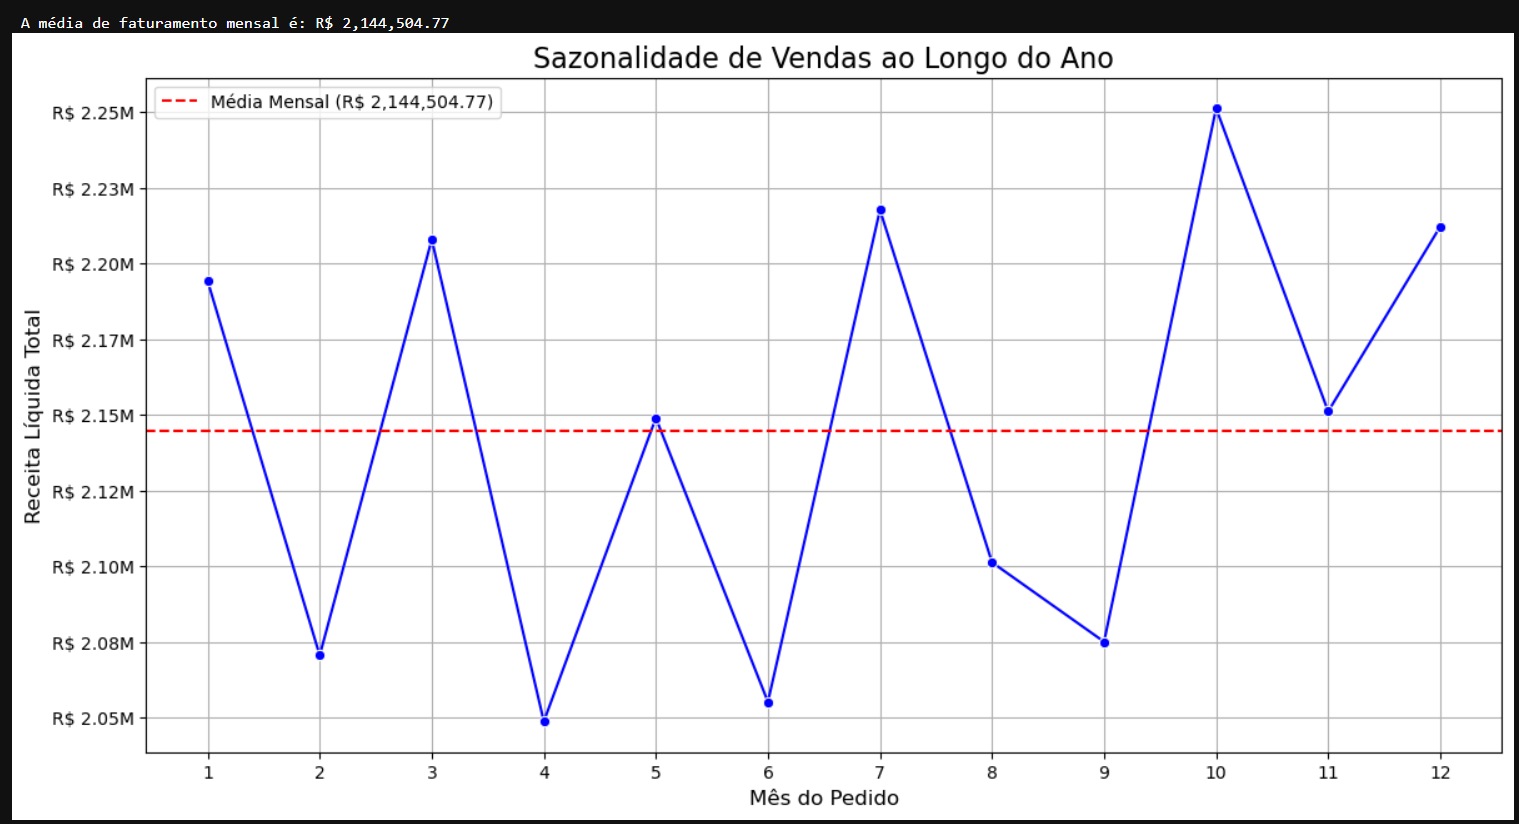 A média de faturamento mensal é: R$ 2,144,504.77
Sazonalidade de Vendas ao Longo do Ano
Média Mensal (R$ 2,144,504.77)
R$ 2.25M
R$ 2.23M
R$ 2.20M
R$ 2.17M
R$ 2.15M
R$ 2.12M
R$ 2.10M
R$ 2.08M
R$ 2.05M
Receita Líquida Total
1 2 3 4 5 6 7 8 9 10 11 12
Mês do Pedido